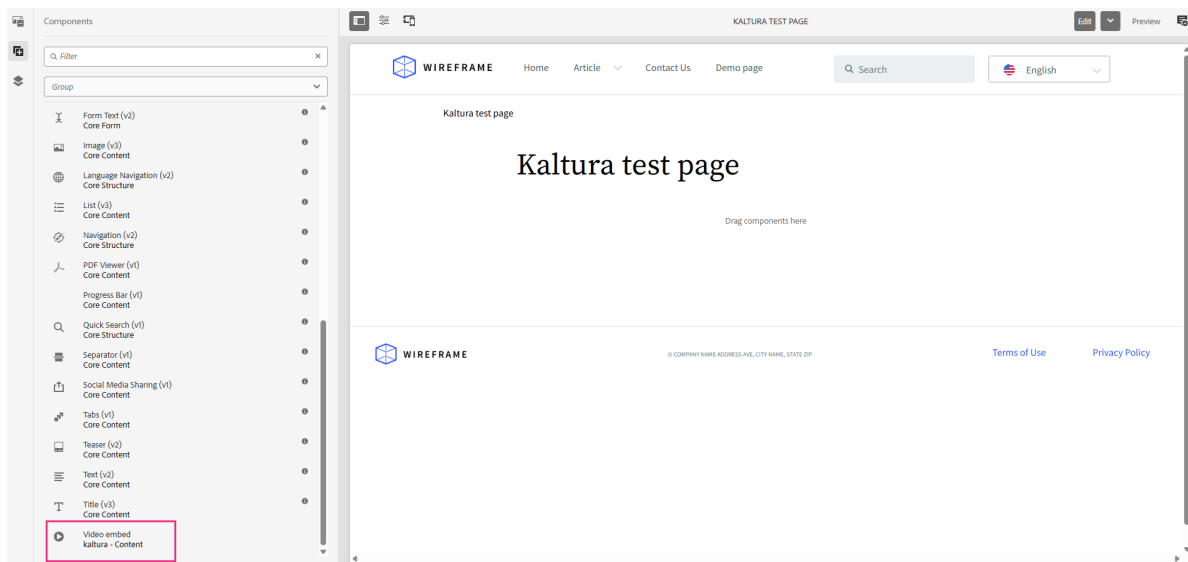 Components
KALTURA TEST PAGE
Edit
Preview
Filter
Group
Form Text (v2)
Core Form
Image (v3)
Core Content
Language Navigation (v2)
Core Structure
List (v3)
Core Content
Navigation (v2)
Core Structure
PDF Viewer (v1)
Core Content
Progress Bar (v1)
Core Content
Quick Search (v1)
Core Structure
Separator (v1)
Core Content
Social Media Sharing (v1)
Core Content
Tabs (v1)
Core Content
Teaser (v2)
Core Content
Text (v2)
Core Content
Title (v3)
Core Content
Video embed
kaltura - Content
WIREFRAME
Home
Article
Contact Us
Demo page
Search
English
Kaltura test page
Kaltura test page
Drag components here
WIREFRAME
© COMPANY NAME ADDRESS AVE, CITY NAME, STATE ZIP
Terms of Use
Privacy Policy